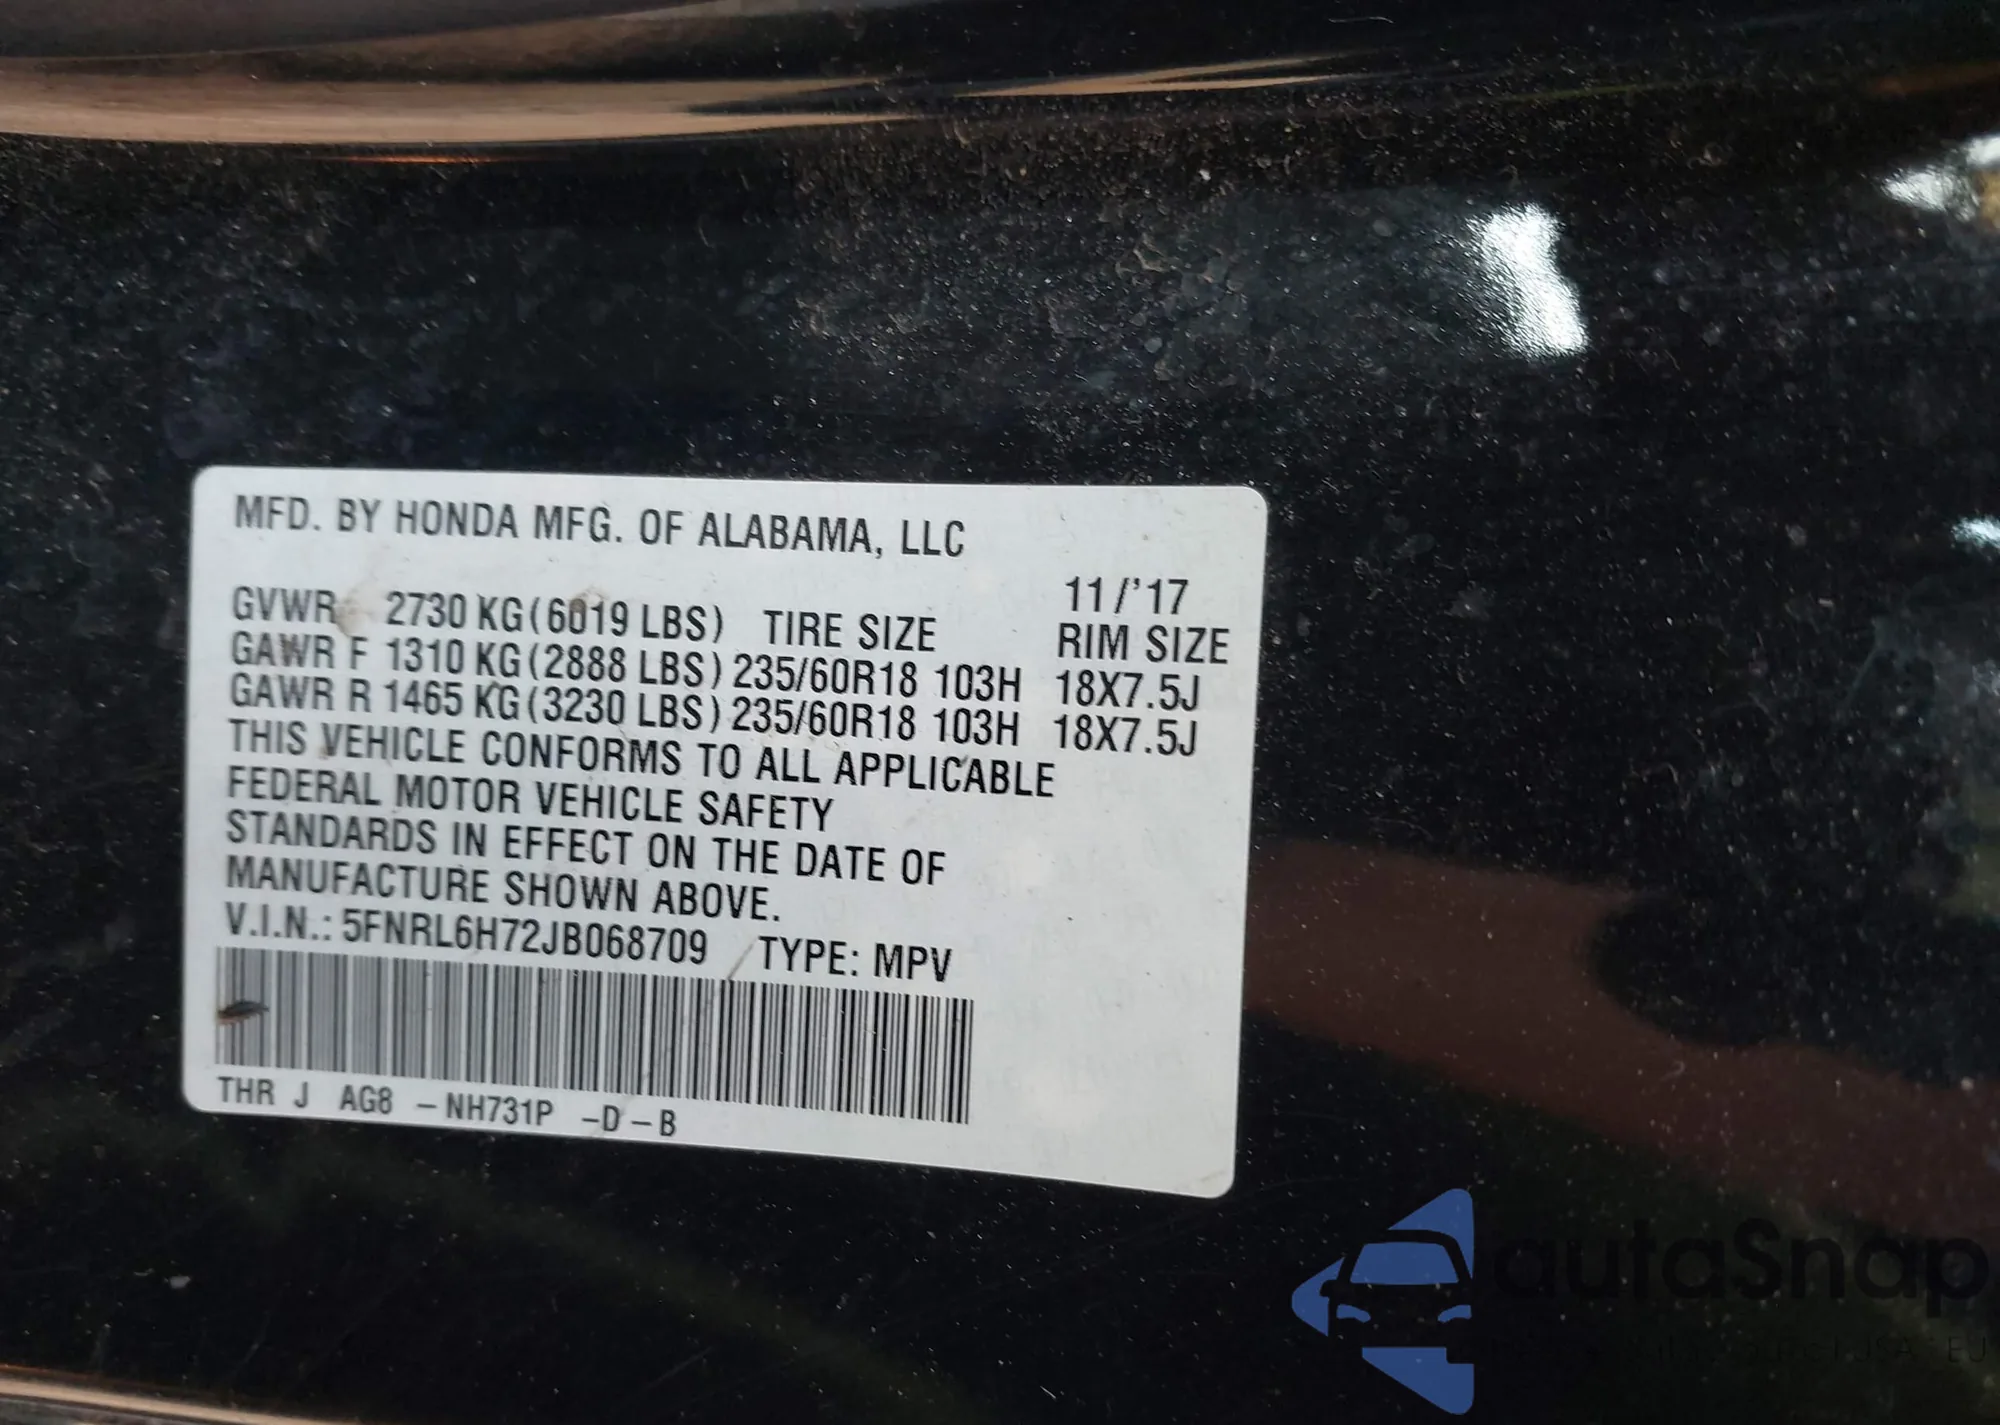 MFD. BY HONDA MFG. OF ALABAMA, LLC
11/'17
GVWR 2730 KG(6019 LBS) TIRE SIZE RIM SIZE
GAWR F 1310 KG(2888 LBS) 235/60R18 103H 18X7.5J
GAWR R 1465 KG(3230 LBS) 235/60R18 103H 18X7.5J
THIS VEHICLE CONFORMS TO ALL APPLICABLE
FEDERAL MOTOR VEHICLE SAFETY
STANDARDS IN EFFECT ON THE DATE OF
MANUFACTURE SHOWN ABOVE.
V.I.N.: 5FNRL6H72JB068709 TYPE: MPV
THR J AG8 -NH731P -D-B
autaSnap
USA EU